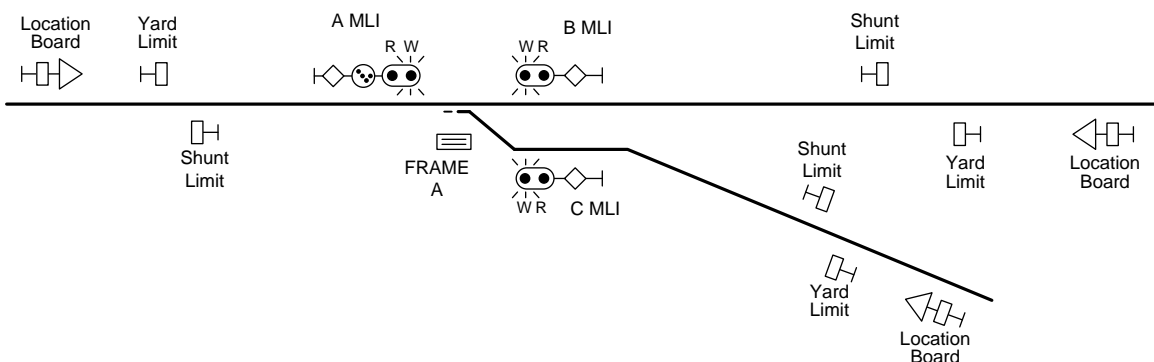 Location
Board
Yard
Limit
A MLI
R W
B MLI
W R
Shunt
Limit
Shunt
Limit
FRAME
A
W R
C MLI
Shunt
Limit
Yard
Limit
Location
Board
Yard
Limit
Location
Board